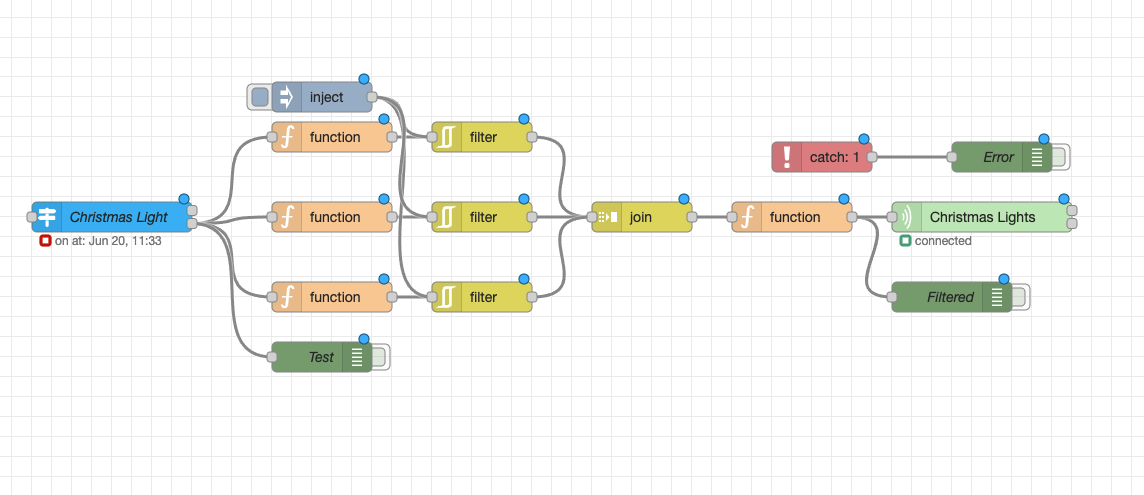 inject
function
filter
catch: 1
Error
Christmas Light
function
filter
join
function
Christmas Lights
on at: Jun 20, 11:33
connected
function
filter
Filtered
Test